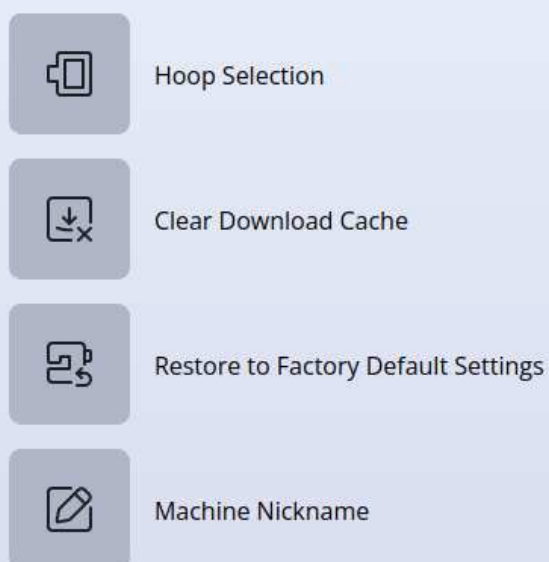 Hoop Selection
Clear Download Cache
Restore to Factory Default Settings
Machine Nickname